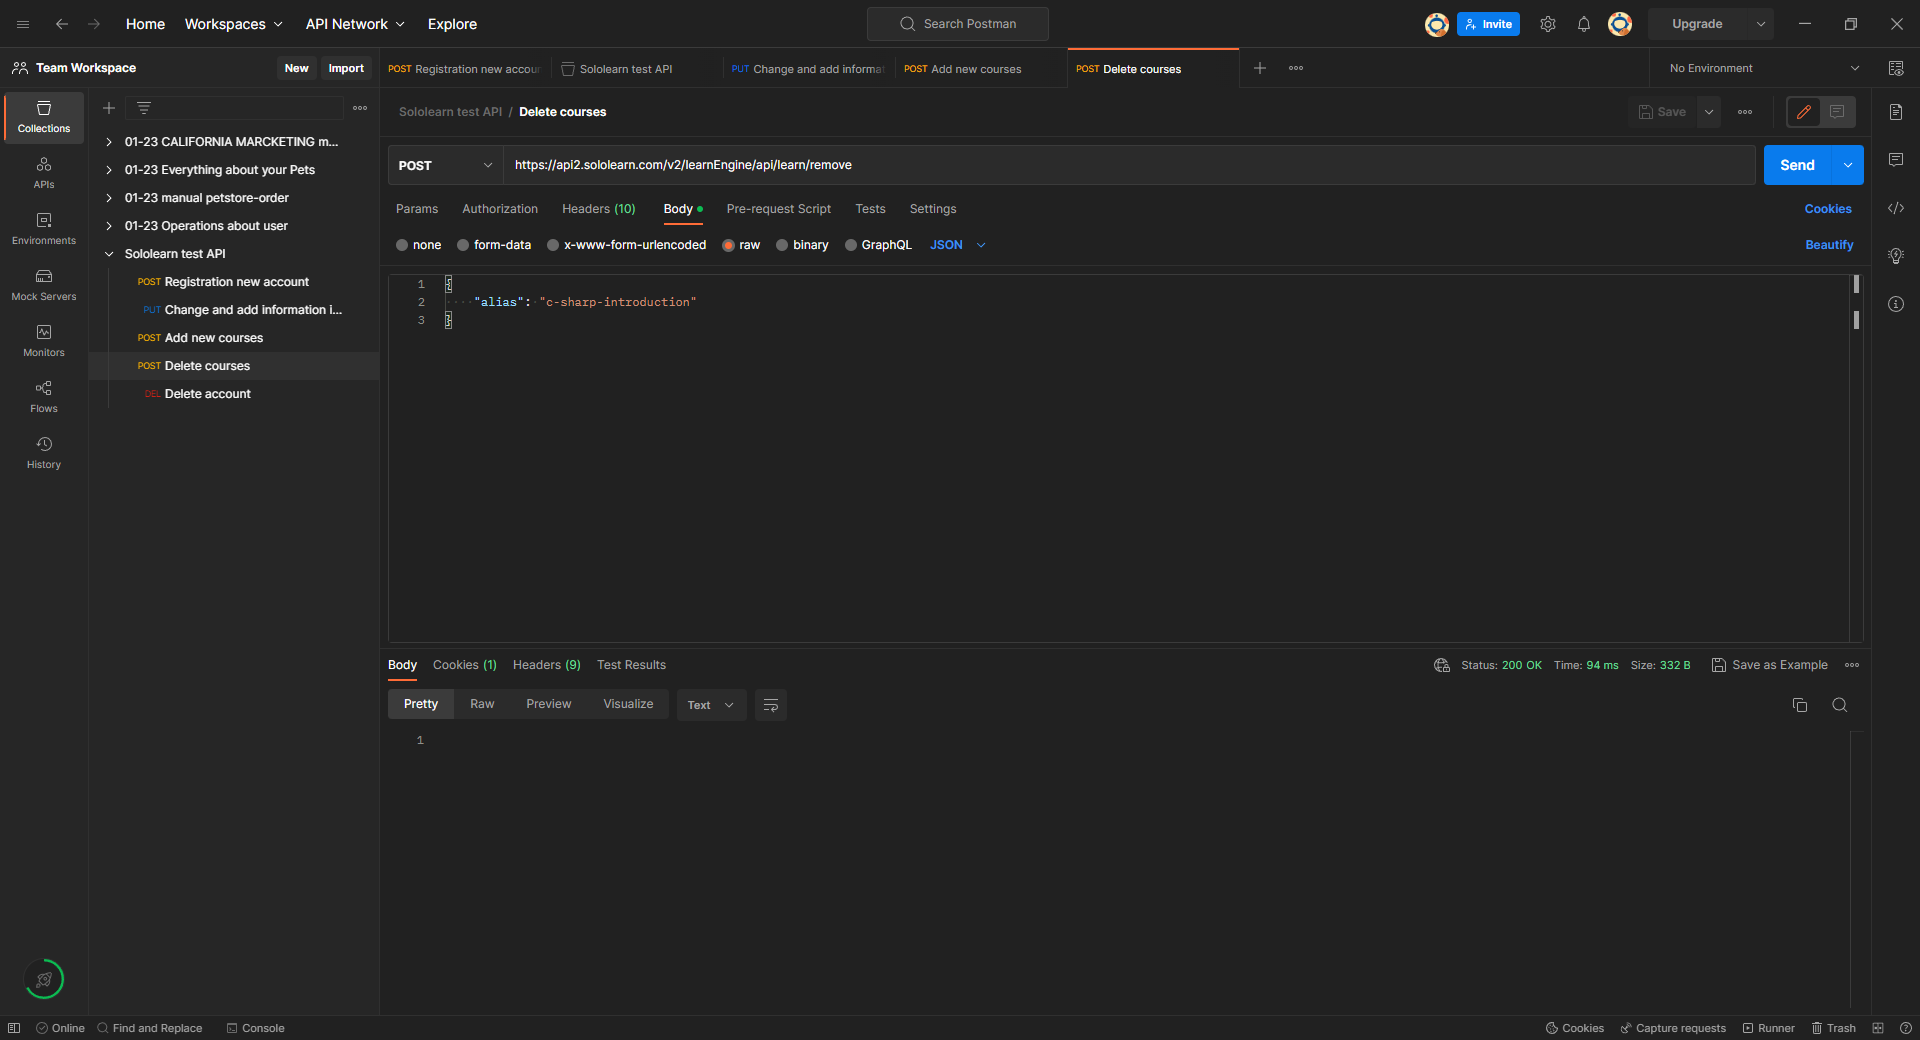 Home Workspaces API Network Explore Search Postman Invite Upgrade
Team Workspace New Import POST Registration new accour Sololearn test API PUT Change and add informat POST Add new courses POST Delete courses No Environment
Sololearn test API / Delete courses Save
Collections
APIs
Environments
Mock Servers
Monitors
Flows
History
01-23 CALIFORNIA MARCKETING m...
01-23 Everything about your Pets
01-23 manual petstore-order
01-23 Operations about user
Sololearn test API
POST Registration new account
PUT Change and add information i...
POST Add new courses
POST Delete courses
DEL Delete account
POST https://api2.sololearn.com/v2/learnEngine/api/learn/remove Send
Params Authorization Headers (10) Body Pre-request Script Tests Settings Cookies
none form-data x-www-form-urlencoded raw binary GraphQL JSON Beautify
1 {
2 "alias": "c-sharp-introduction"
3 }
Body Cookies (1) Headers (9) Test Results Status: 200 OK Time: 94 ms Size: 332 B Save as Example
Pretty Raw Preview Visualize Text
1
Online Find and Replace Console Cookies Capture requests Runner Trash